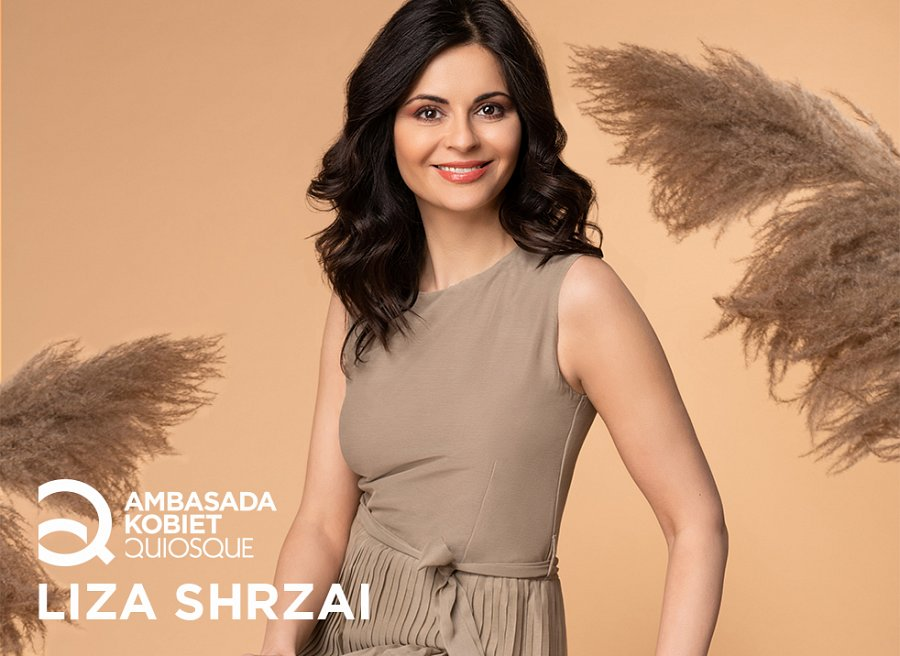 AMBASADA
KOBIET
QUIOSQUE
LIZA SHRZAI